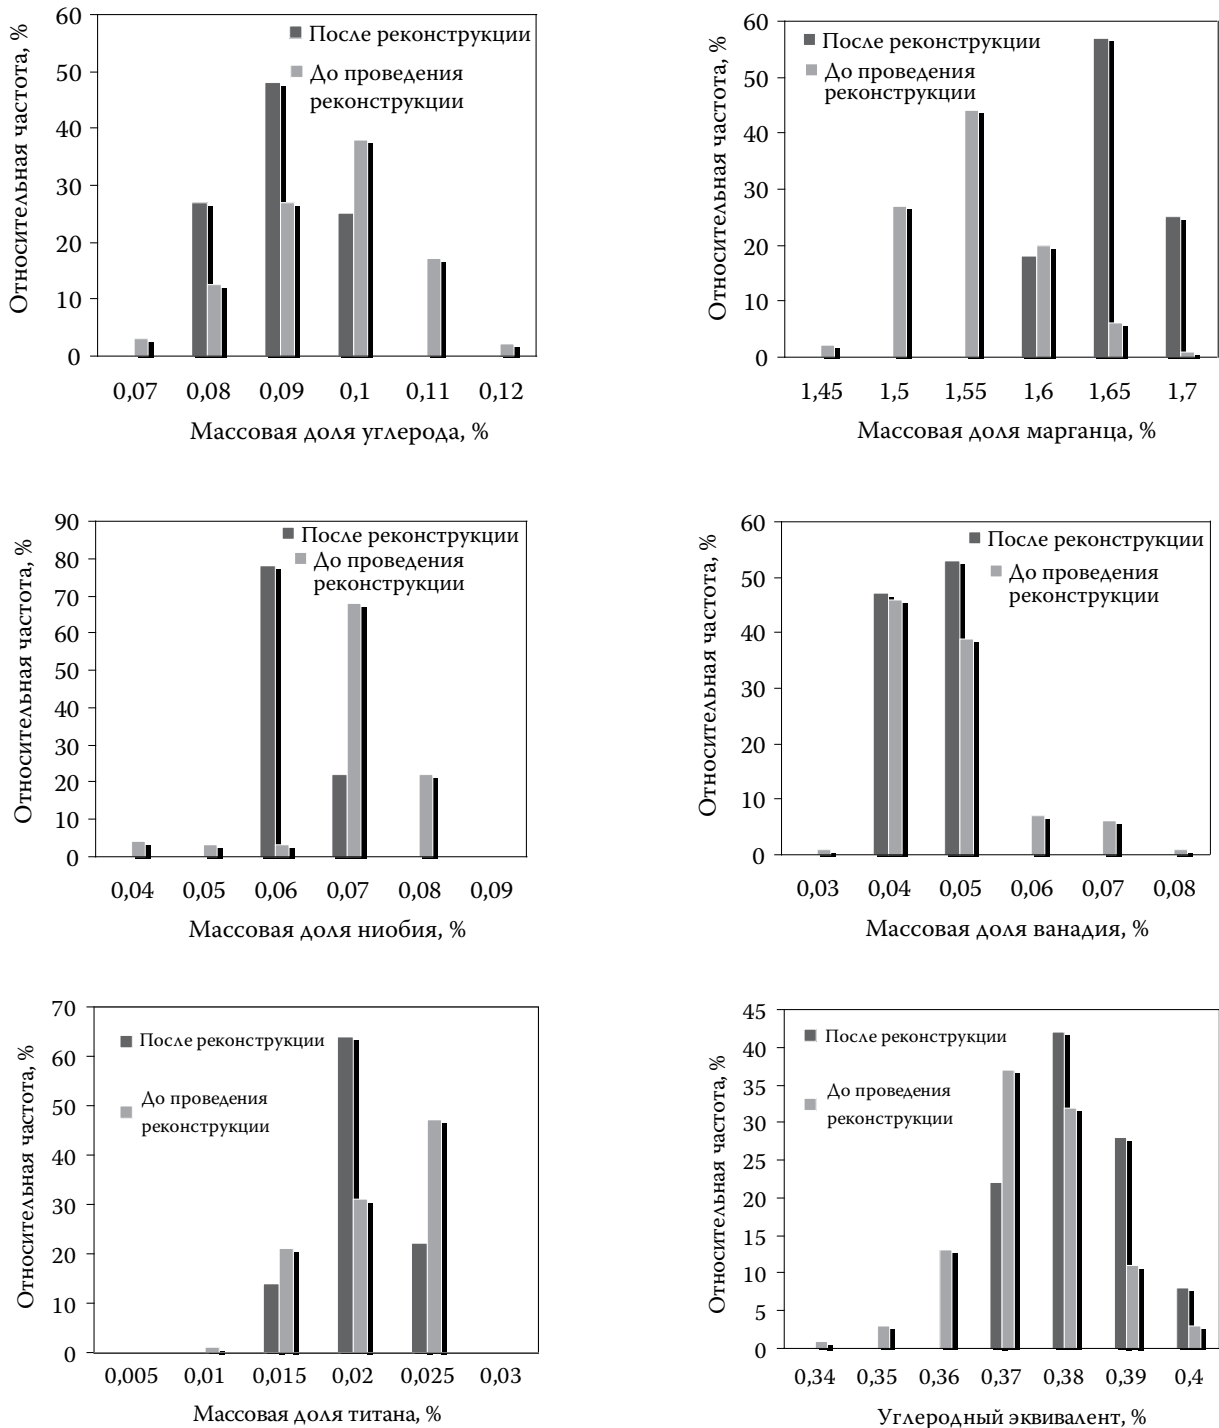 60
50
40
30
20
10
0
Относительная частота, %
После реконструкции
До проведения
реконструкции
0,07 0,08 0,09 0,1 0,11 0,12
Массовая доля углерода, %
60
50
40
30
20
10
0
Относительная частота, %
После реконструкции
До проведения
реконструкции
1,45 1,5 1,55 1,6 1,65 1,7
Массовая доля марганца, %
90
80
70
60
50
40
30
20
10
0
Относительная частота, %
После реконструкции
До проведения
реконструкции
0,04 0,05 0,06 0,07 0,08 0,09
Массовая доля ниобия, %
60
50
40
30
20
10
0
Относительная частота, %
После реконструкции
До проведения
реконструкции
0,03 0,04 0,05 0,06 0,07 0,08
Массовая доля ванадия, %
70
60
50
40
30
20
10
0
Относительная частота, %
После реконструкции
До проведения
реконструкции
0,005 0,01 0,015 0,02 0,025 0,03
Массовая доля титана, %
45
40
35
30
25
20
15
10
5
0
Относительная частота, %
После реконструкции
До проведения
реконструкции
0,34 0,35 0,36 0,37 0,38 0,39 0,4
Углеродный эквивалент, %